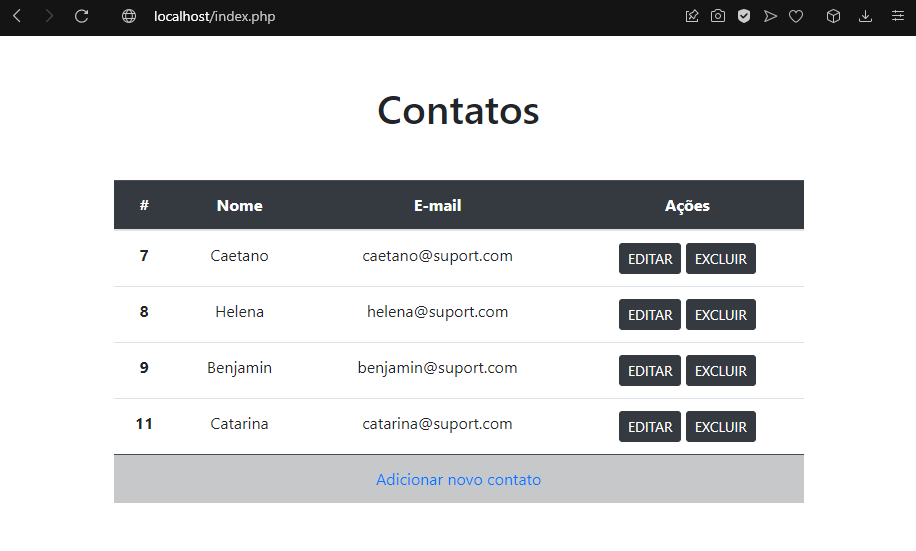 localhost/index.php
Contatos
# Nome E-mail Ações
7 Caetano caetano@suport.com EDITAR EXCLUIR
8 Helena helena@suport.com EDITAR EXCLUIR
9 Benjamin benjamin@suport.com EDITAR EXCLUIR
11 Catarina catarina@suport.com EDITAR EXCLUIR
Adicionar novo contato